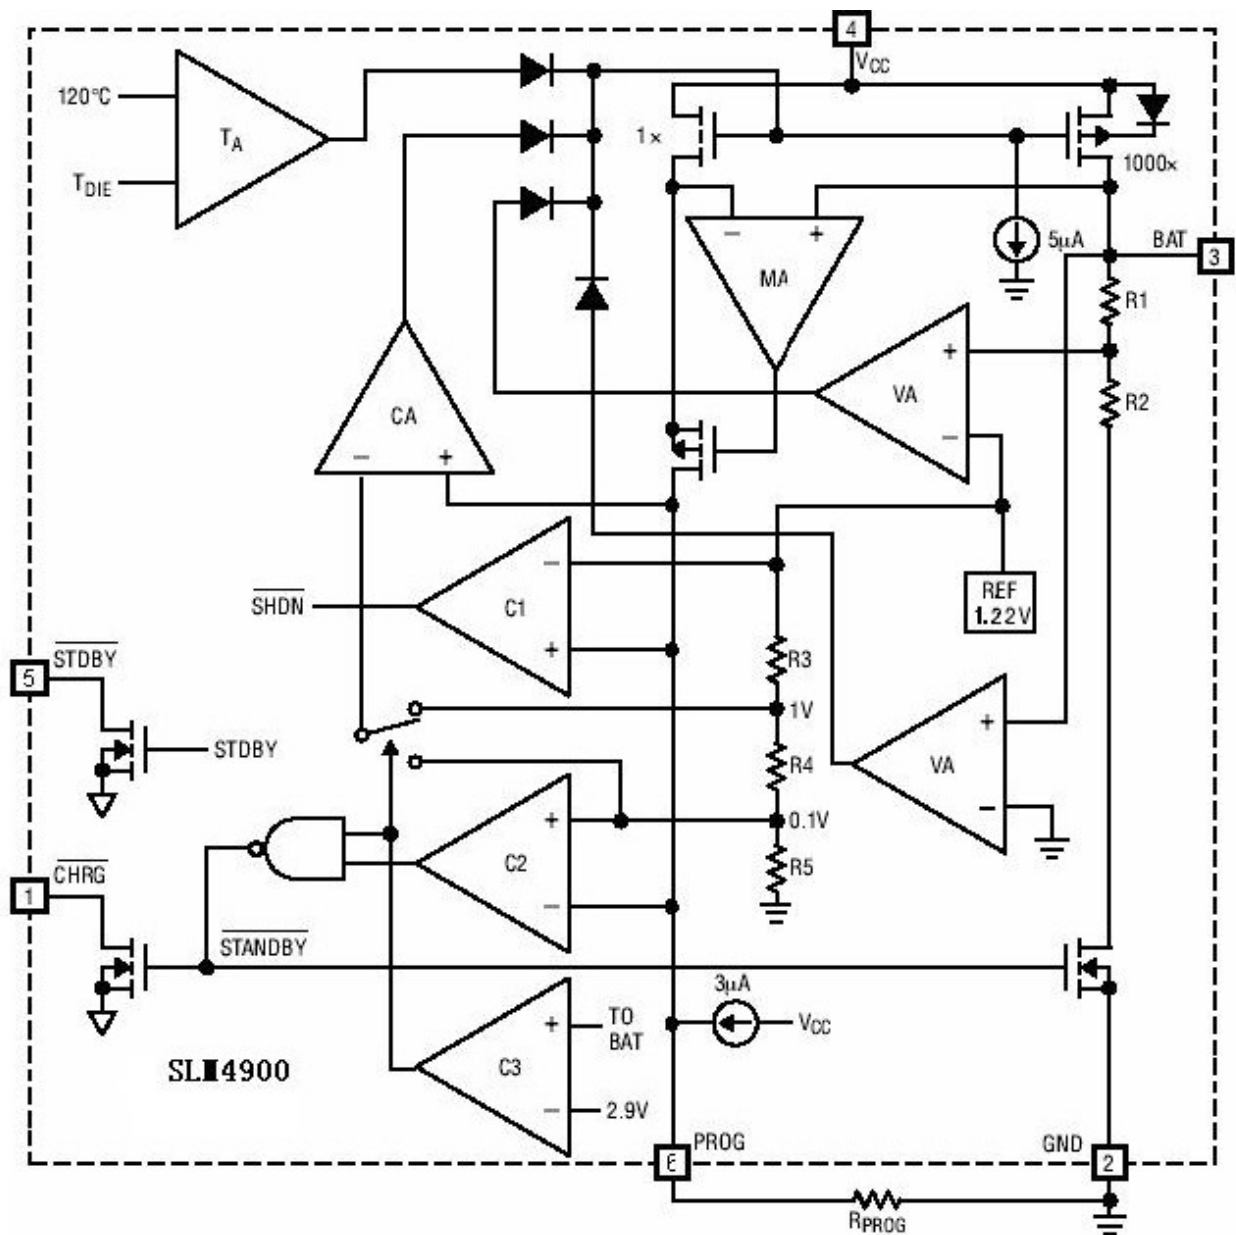 4
VCC
120°C
TA
TDIE
1×
1000×
5µA
BAT
3
−
+
MA
R1
+
VA
−
R2
CA
−
+
REF
1.22V
−
C1
+
SHDN
R3
STDBY
5
1V
STDBY
R4
+
VA
−
0.1V
+
C2
−
R5
CHRG
1
STANDBY
3µA
VCC
+
TO
BAT
C3
−
2.9V
PROG
GND
2
RPROG